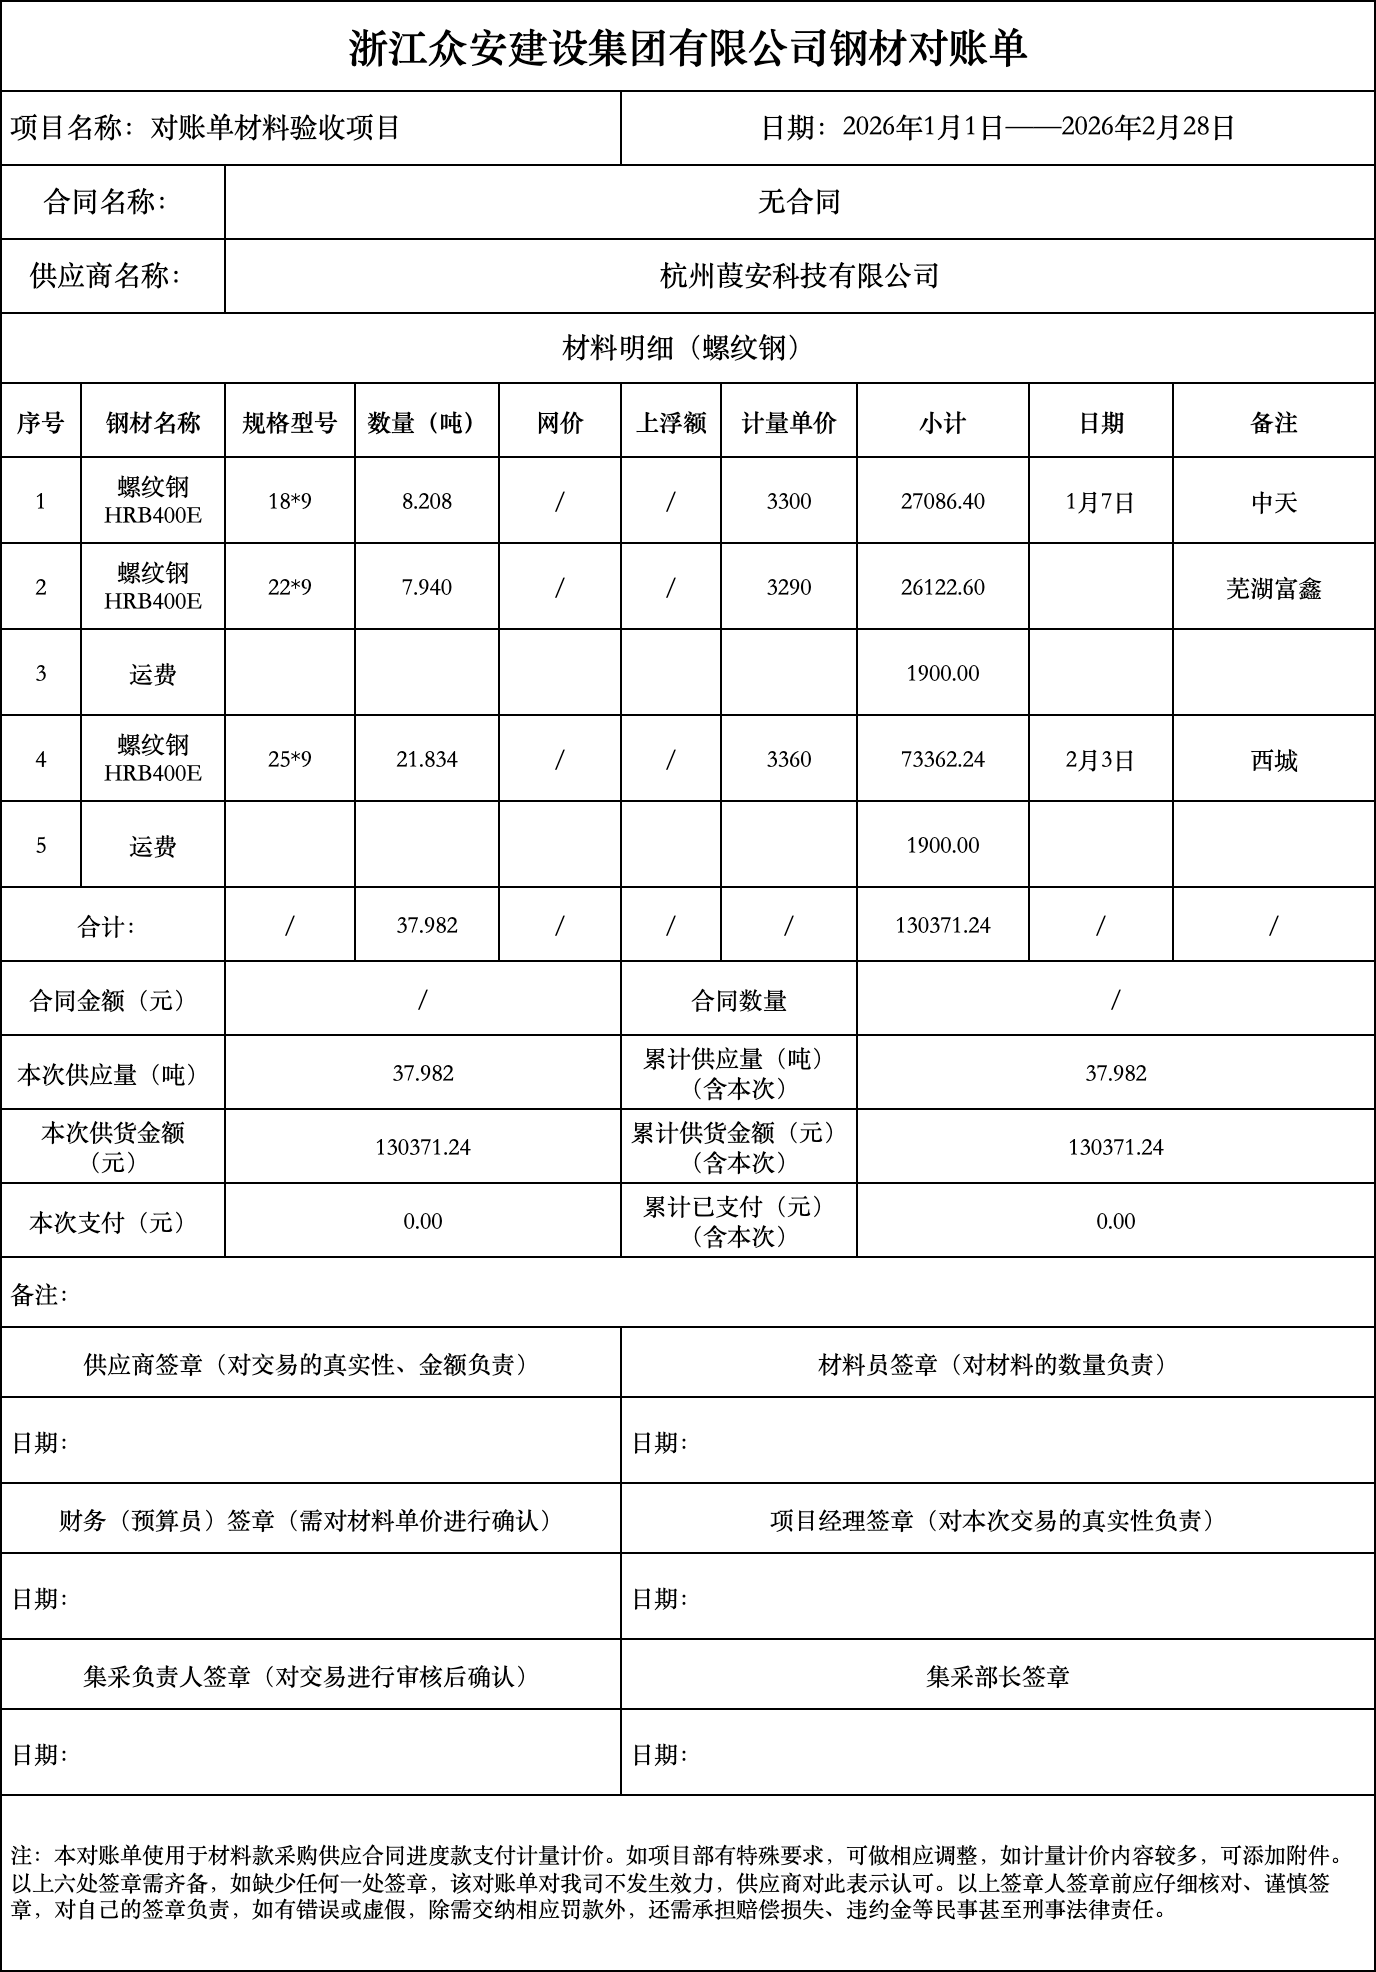 浙江众安建设集团有限公司钢材对账单
项目名称：对账单材料验收项目 日期：2026年1月1日——2026年2月28日
合同名称： 无合同
供应商名称： 杭州葭安科技有限公司
材料明细（螺纹钢）
序号 钢材名称 规格型号 数量（吨） 网价 上浮额 计量单价 小计 日期 备注
1 螺纹钢 HRB400E 18*9 8.208 / / 3300 27086.40 1月7日 中天
2 螺纹钢 HRB400E 22*9 7.940 / / 3290 26122.60 芜湖富鑫
3 运费 1900.00
4 螺纹钢 HRB400E 25*9 21.834 / / 3360 73362.24 2月3日 西城
5 运费 1900.00
合计： / 37.982 / / / 130371.24 / /
合同金额（元） / 合同数量 /
本次供应量（吨） 37.982 累计供应量（吨）（含本次） 37.982
本次供货金额（元） 130371.24 累计供货金额（元）（含本次） 130371.24
本次支付（元） 0.00 累计已支付（元）（含本次） 0.00
备注：
供应商签章（对交易的真实性、金额负责） 材料员签章（对材料的数量负责）
日期： 日期：
财务（预算员）签章（需对材料单价进行确认） 项目经理签章（对本次交易的真实性负责）
日期： 日期：
集采负责人签章（对交易进行审核后确认） 集采部长签章
日期： 日期：
注：本对账单使用于材料款采购供应合同进度款支付计量计价。如项目部有特殊要求，可做相应调整，如计量计价内容较多，可添加附件。
以上六处签章需齐备，如缺少任何一处签章，该对账单对我司不发生效力，供应商对此表示认可。以上签章人签章前应仔细核对、谨慎签
章，对自己的签章负责，如有错误或虚假，除需交纳相应罚款外，还需承担赔偿损失、违约金等民事甚至刑事法律责任。